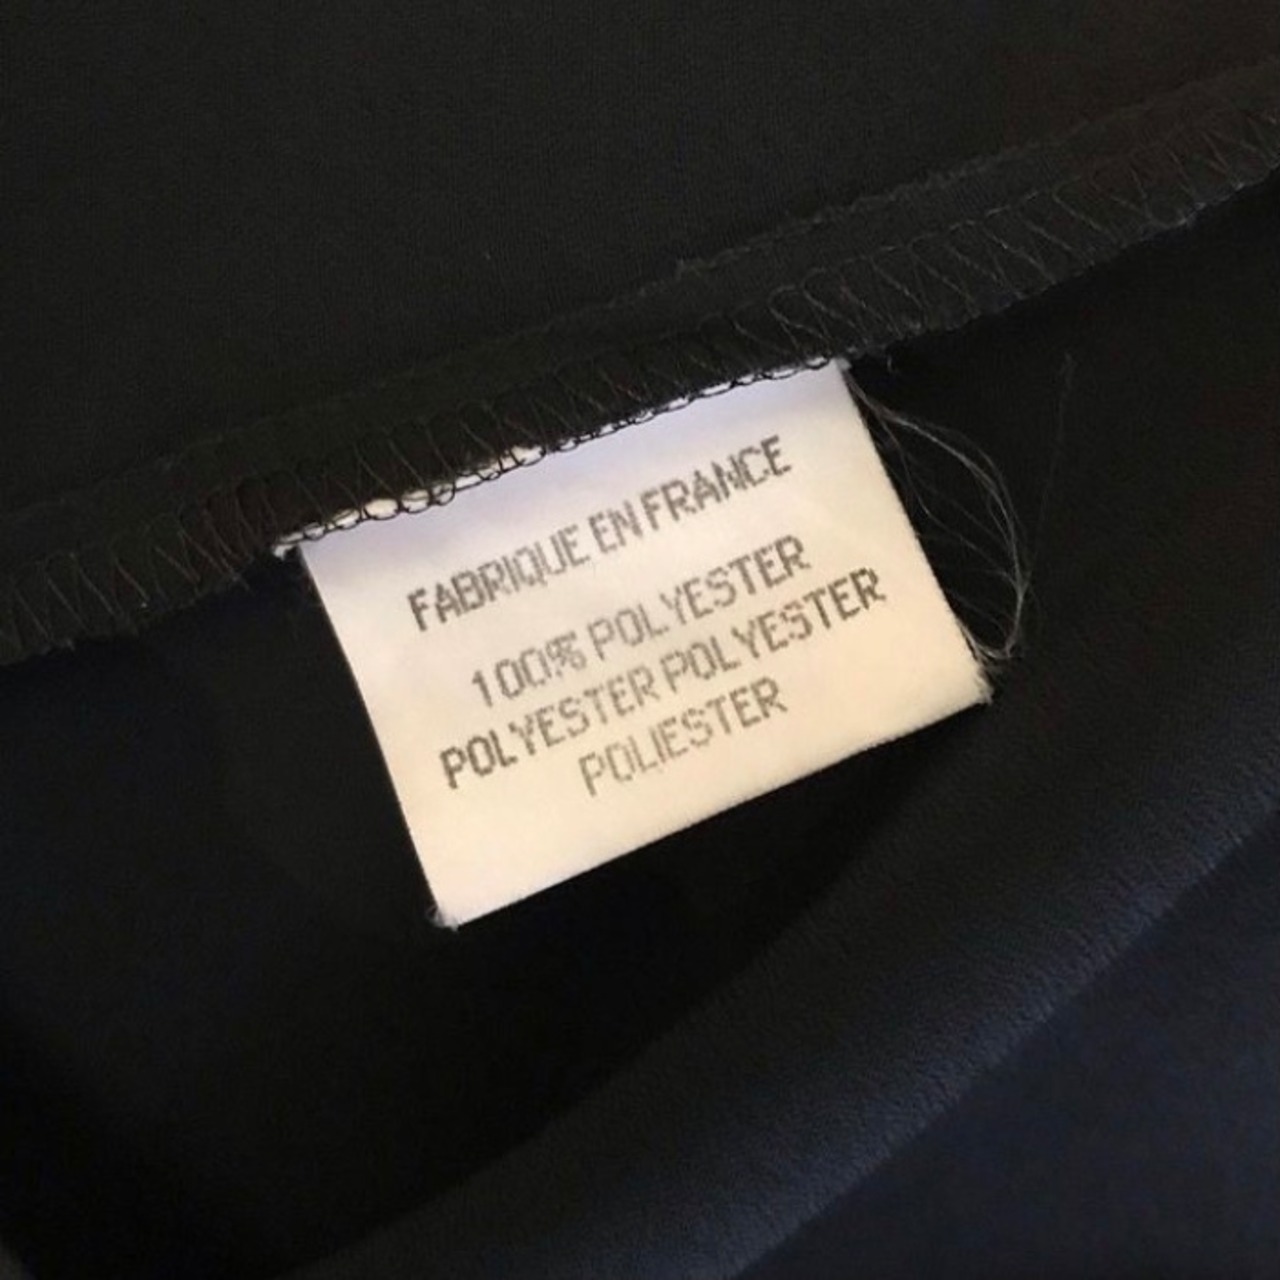 FABRIQUE EN FRANCE
100% POLYESTER
POLYESTER POLYESTER
POLIESTER